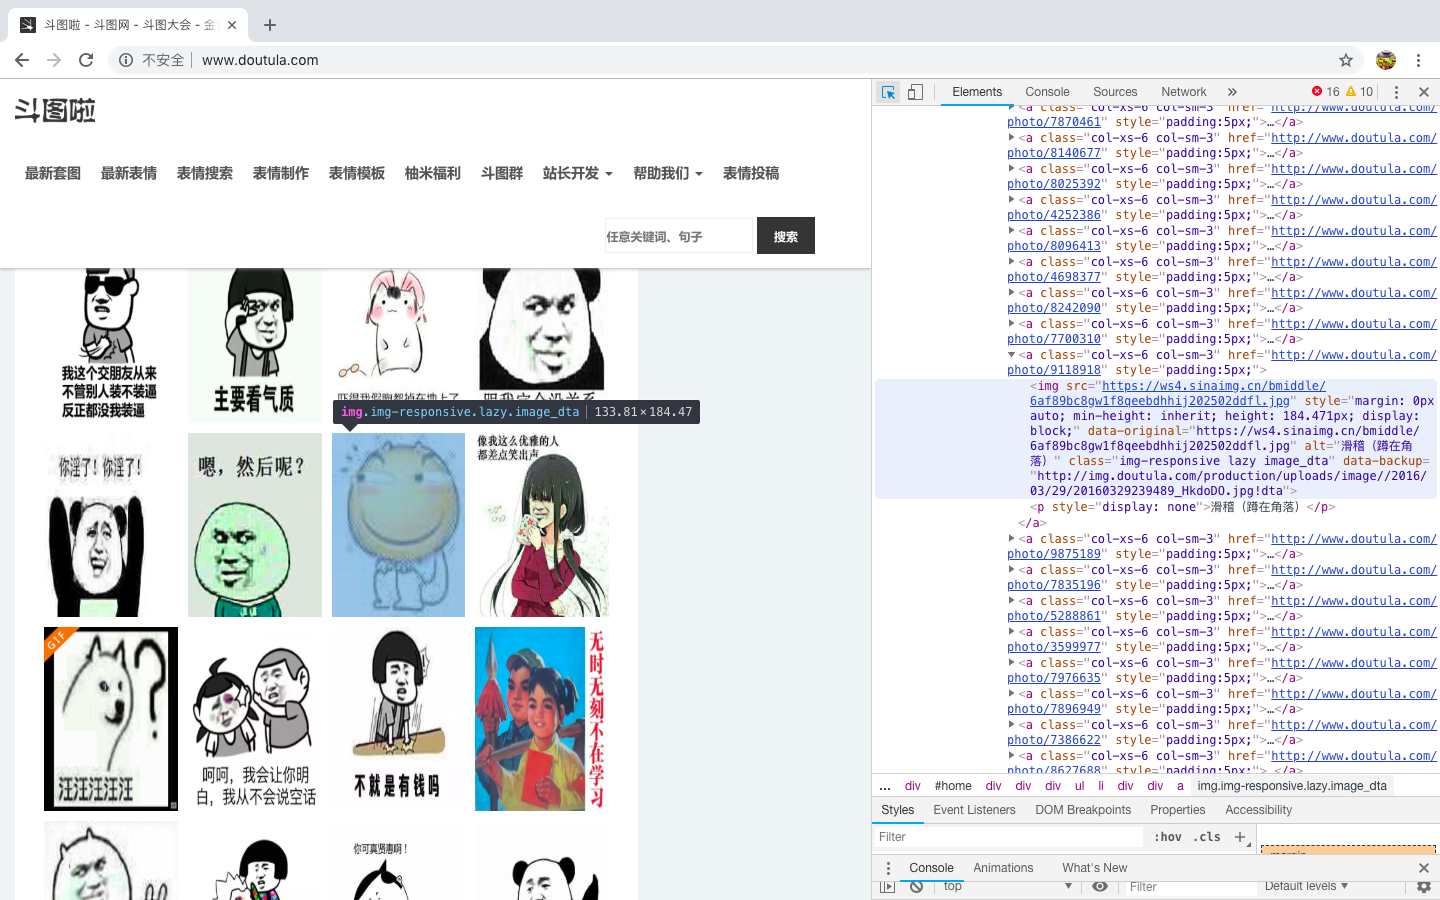 斗图啦 - 斗图网 - 斗图大会 - 金
不安全 | www.doutula.com
斗图啦
最新套图 最新表情 表情搜索 表情制作 表情模板 柚米福利 斗图群 站长开发 帮助我们 表情投稿
任意关键词、句子 搜索
我这个交朋友从来
不管别人装不装逼
反正都没我装逼
主要看气质
img.img-responsive.lazy.image_dta | 133.81×184.47
你淫了！你淫了！
嗯，然后呢？
像我这么优雅的人
都差点笑出声
GIF
汪汪汪汪汪
呵呵，我会让你明
白，我从不会说空话
不就是有钱吗
无时无刻不在学习
你可真贤惠啊！
Elements Console Sources Network » 16 10
<a class="col-xs-6 col-sm-3" href="http://www.doutula.com/
photo/7870461" style="padding:5px;">…</a>
<a class="col-xs-6 col-sm-3" href="http://www.doutula.com/
photo/8140677" style="padding:5px;">…</a>
<a class="col-xs-6 col-sm-3" href="http://www.doutula.com/
photo/8025392" style="padding:5px;">…</a>
<a class="col-xs-6 col-sm-3" href="http://www.doutula.com/
photo/4252386" style="padding:5px;">…</a>
<a class="col-xs-6 col-sm-3" href="http://www.doutula.com/
photo/8096413" style="padding:5px;">…</a>
<a class="col-xs-6 col-sm-3" href="http://www.doutula.com/
photo/4698377" style="padding:5px;">…</a>
<a class="col-xs-6 col-sm-3" href="http://www.doutula.com/
photo/8242090" style="padding:5px;">…</a>
<a class="col-xs-6 col-sm-3" href="http://www.doutula.com/
photo/7700310" style="padding:5px;">…</a>
<a class="col-xs-6 col-sm-3" href="http://www.doutula.com/
photo/9118918" style="padding:5px;">
<img src="https://ws4.sinaimg.cn/bmiddle/
6af89bc8gw1f8qeebdhhij202502ddfl.jpg" style="margin: 0px
auto; min-height: inherit; height: 184.471px; display:
block;" data-original="https://ws4.sinaimg.cn/bmiddle/
6af89bc8gw1f8qeebdhhij202502ddfl.jpg" alt="滑稽（蹲在角
落）" class="img-responsive lazy image_dta" data-backup=
"http://img.doutula.com/production/uploads/image//2016/
03/29/20160329239489_HkdoDO.jpg!dta">
<p style="display: none">滑稽（蹲在角落）</p>
</a>
<a class="col-xs-6 col-sm-3" href="http://www.doutula.com/
photo/9875189" style="padding:5px;">…</a>
<a class="col-xs-6 col-sm-3" href="http://www.doutula.com/
photo/7835196" style="padding:5px;">…</a>
<a class="col-xs-6 col-sm-3" href="http://www.doutula.com/
photo/5288861" style="padding:5px;">…</a>
<a class="col-xs-6 col-sm-3" href="http://www.doutula.com/
photo/3599977" style="padding:5px;">…</a>
<a class="col-xs-6 col-sm-3" href="http://www.doutula.com/
photo/7976635" style="padding:5px;">…</a>
<a class="col-xs-6 col-sm-3" href="http://www.doutula.com/
photo/7896949" style="padding:5px;">…</a>
<a class="col-xs-6 col-sm-3" href="http://www.doutula.com/
photo/7386622" style="padding:5px;">…</a>
<a class="col-xs-6 col-sm-3" href="http://www.doutula.com/
photo/8627688" style="padding:5px;">…</a>
… div #home div div div ul li div div a img.img-responsive.lazy.image_dta
Styles Event Listeners DOM Breakpoints Properties Accessibility
Filter :hov .cls +
margin
Console Animations What's New
top Filter Default levels